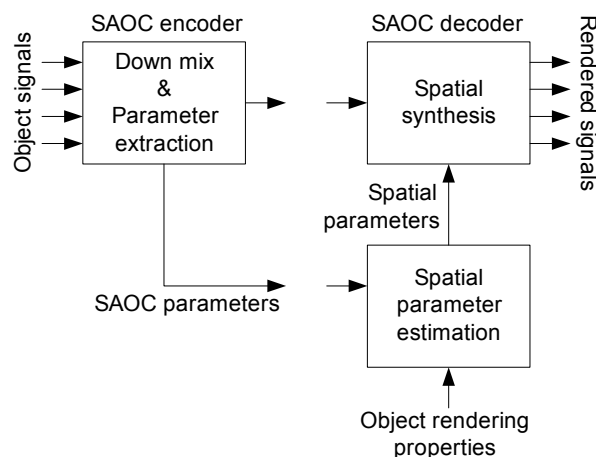 SAOC encoder
SAOC decoder
Object signals
Down mix
&
Parameter
extraction
Spatial
synthesis
Rendered signals
Spatial
parameters
SAOC parameters
Spatial
parameter
estimation
Object rendering
properties